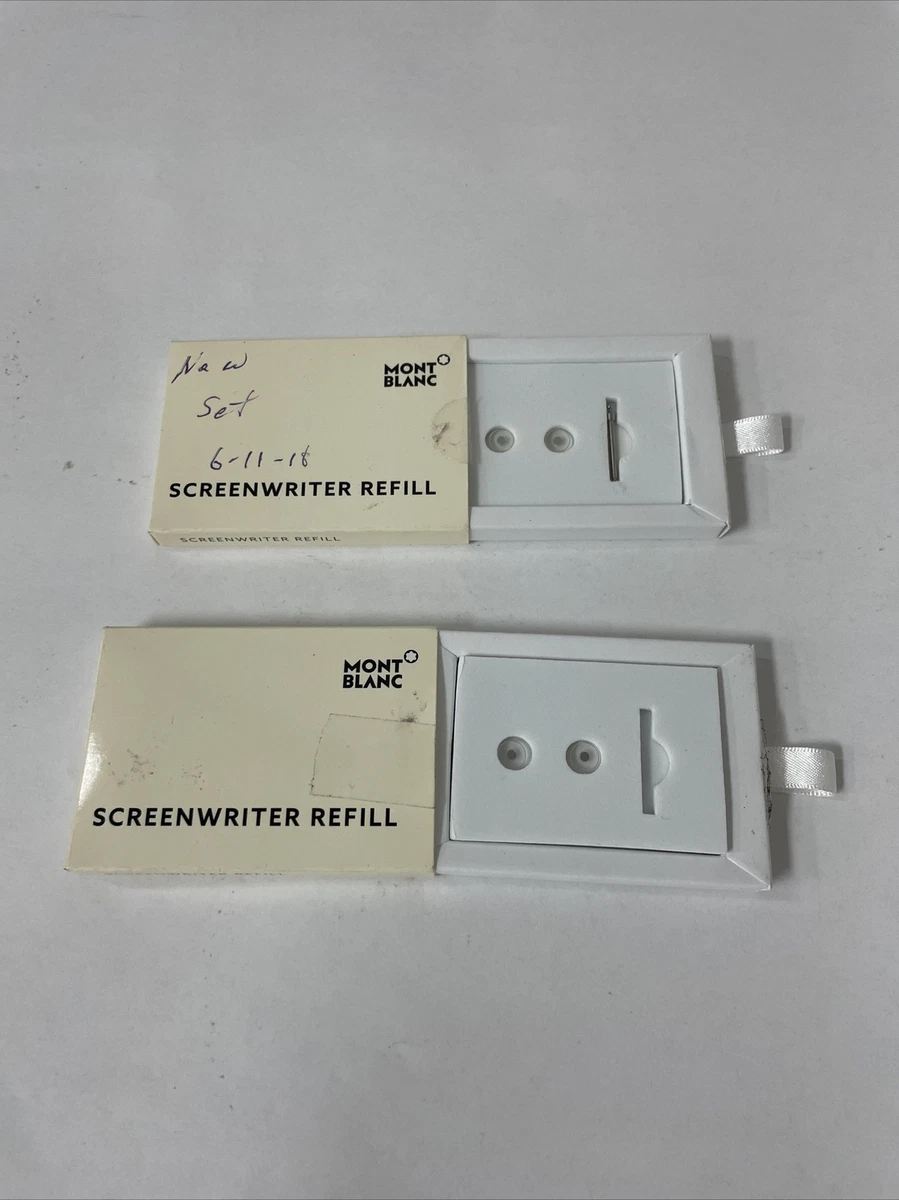 New
Set
6-11-18
MONT
BLANC
SCREENWRITER REFILL
SCREENWRITER REFILL
MONT
BLANC
SCREENWRITER REFILL